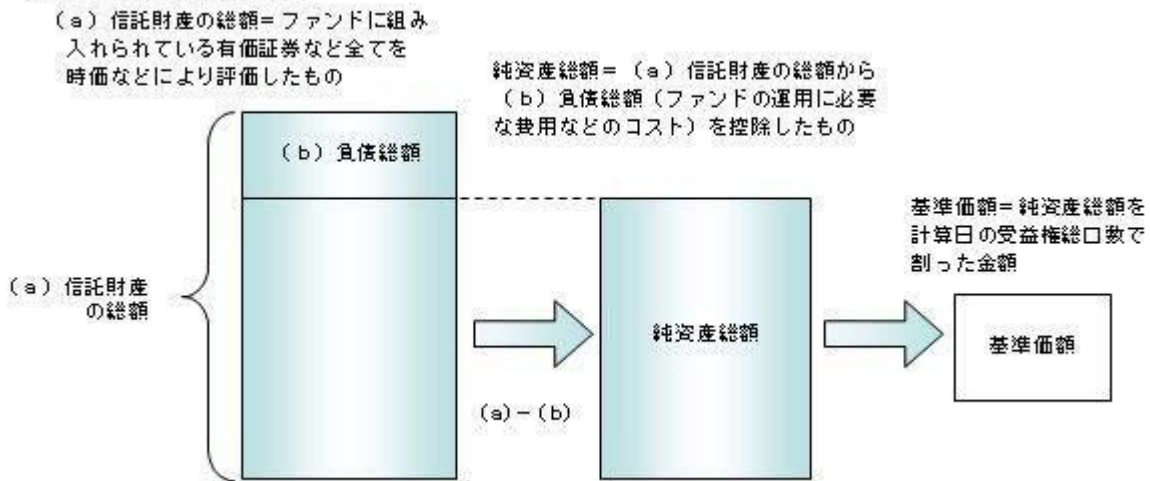 （a）信託財産の総額＝ファンドに組み
入れられている有価証券など全てを
時価などにより評価したもの
純資産総額＝（a）信託財産の総額から
（b）負債総額（ファンドの運用に必要
な費用などのコスト）を控除したもの
（b）負債総額
基準価額＝純資産総額を
計算日の受益権総口数で
割った金額
（a）信託財産
の総額
純資産総額
基準価額
（a）－（b）